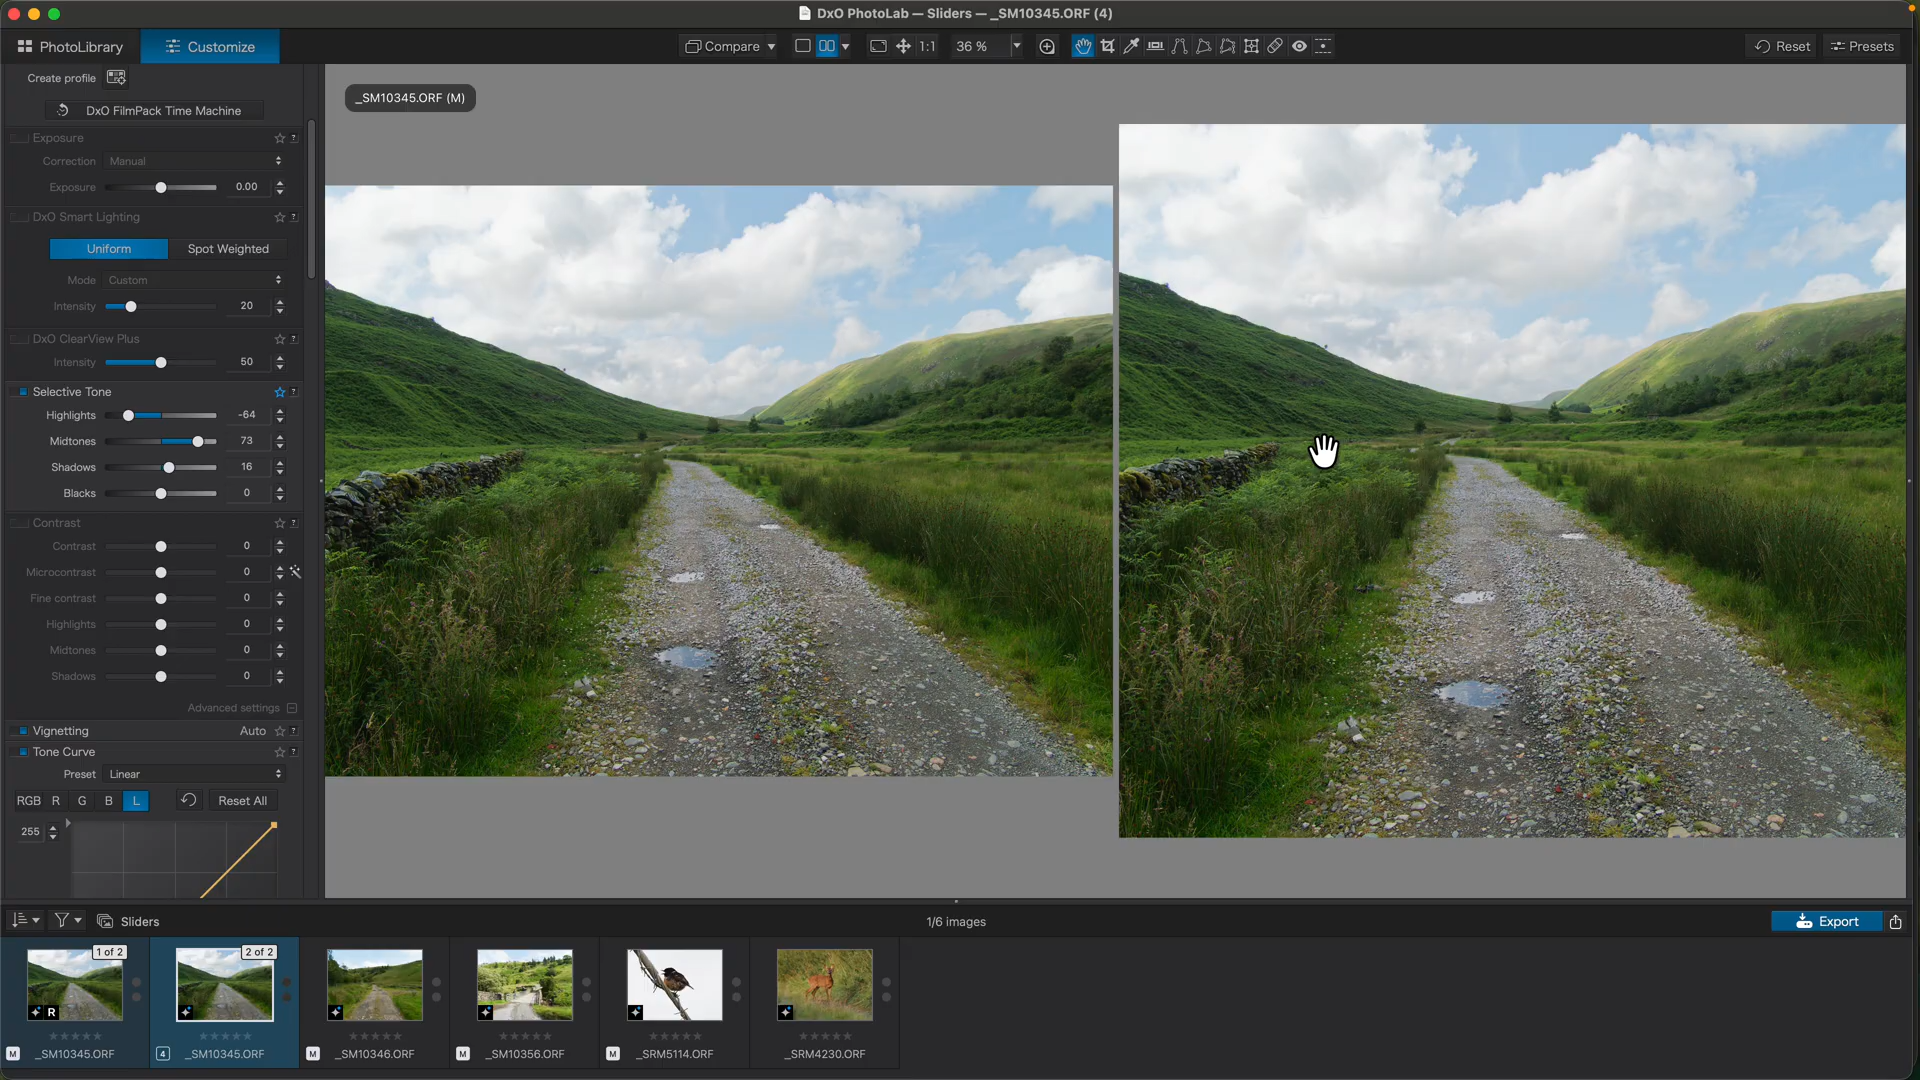 DxO PhotoLab — Sliders — _SM10345.ORF (4)
PhotoLibrary
Customize
Compare
1:1
36 %
Reset
Presets
Create profile
DxO FilmPack Time Machine
_SM10345.ORF (M)
Exposure
Correction Manual
Exposure 0.00
DxO Smart Lighting
Uniform Spot Weighted
Mode Custom
Intensity 20
DxO ClearView Plus
Intensity 50
Selective Tone
Highlights -64
Midtones 73
Shadows 16
Blacks 0
Contrast
Contrast 0
Microcontrast 0
Fine contrast 0
Highlights 0
Midtones 0
Shadows 0
Advanced settings
Vignetting Auto
Tone Curve
Preset Linear
RGB R G B L Reset All
255
Sliders
1/6 images
Export
1 of 2
2 of 2
R
M _SM10345.ORF
4 _SM10345.ORF
M _SM10346.ORF
M _SM10356.ORF
M _SRM5114.ORF
_SRM4230.ORF